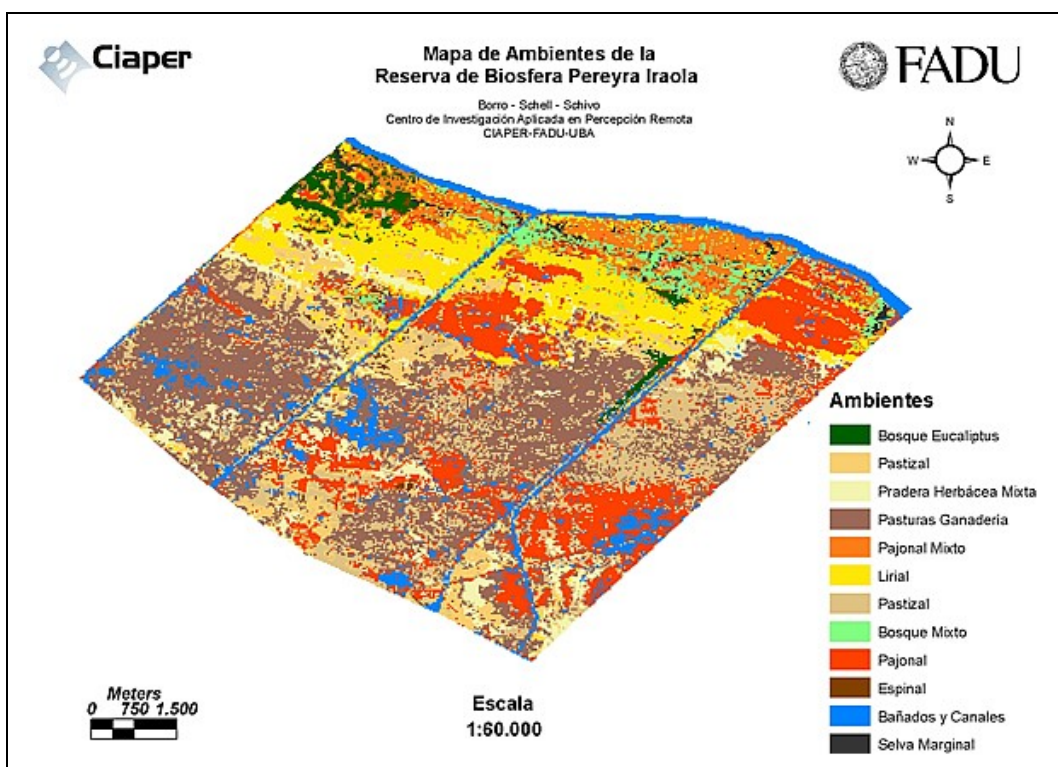 Ciaper
Mapa de Ambientes de la
Reserva de Biosfera Pereyra Iraola
Borro - Schell - Schivo
Centro de Investigación Aplicada en Percepción Remota
CIAPER-FADU-UBA
FADU
N
W
E
S
Ambientes
Bosque Eucaliptus
Pastizal
Pradera Herbácea Mixta
Pasturas Ganaderia
Pajonal Mixto
Lirial
Pastizal
Bosque Mixto
Pajonal
Espinal
Bañados y Canales
Selva Marginal
Meters
0 750 1.500
Escala
1:60.000